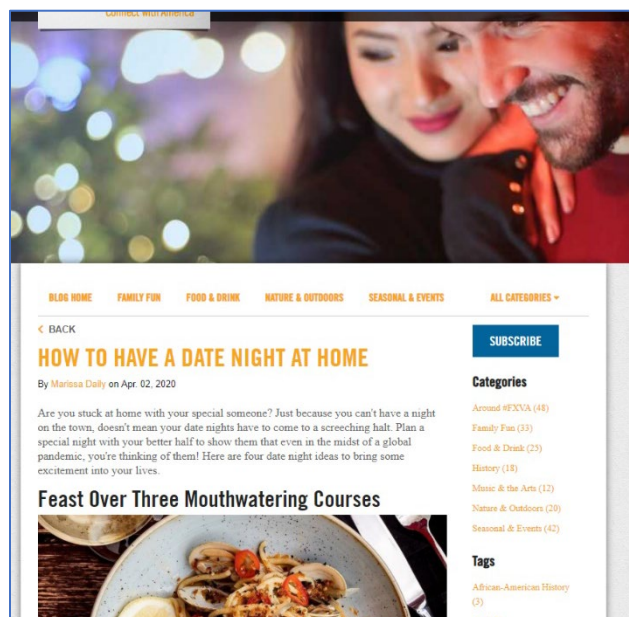 Connect with America
BLOG HOME
FAMILY FUN
FOOD & DRINK
NATURE & OUTDOORS
SEASONAL & EVENTS
ALL CATEGORIES
BACK
HOW TO HAVE A DATE NIGHT AT HOME
By Marissa Daily on Apr. 02, 2020
Are you stuck at home with your special someone? Just because you can't have a night
on the town, doesn't mean your date nights have to come to a screeching halt. Plan a
special night with your better half to show them that even in the midst of a global
pandemic, you're thinking of them! Here are four date night ideas to bring some
excitement into your lives.
Feast Over Three Mouthwatering Courses
SUBSCRIBE
Categories
Around #FXVA (48)
Family Fun (33)
Food & Drink (25)
History (18)
Music & the Arts (12)
Nature & Outdoors (20)
Seasonal & Events (42)
Tags
African-American History
(3)